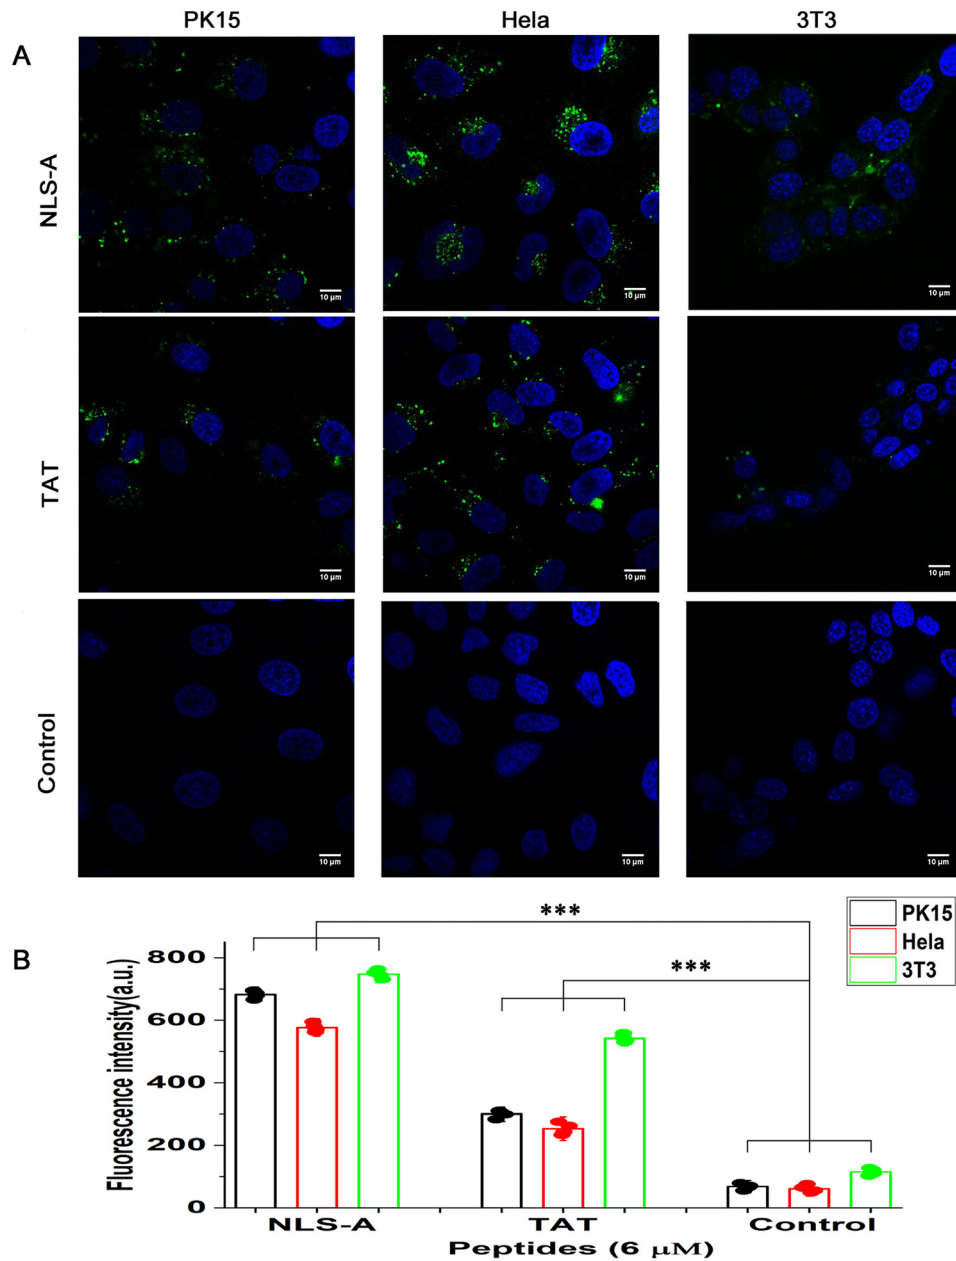 PK15 Hela 3T3
A
NLS-A
10 μm 10 μm 10 μm
TAT
10 μm 10 μm 10 μm
Control
10 μm 10 μm 10 μm
B
***
***
PK15
Hela
3T3
Fluorescence intensity(a.u.)
800
600
400
200
0
NLS-A TAT Control
Peptides (6 μM)